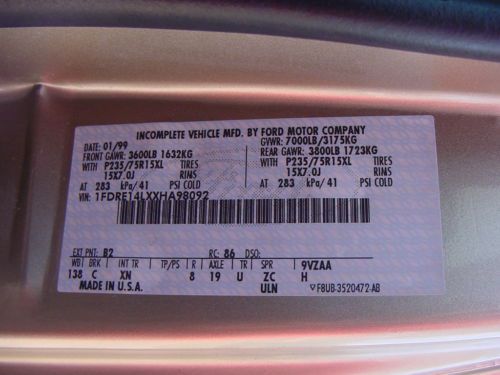 INCOMPLETE VEHICLE MFD. BY FORD MOTOR COMPANY
DATE: 01/99 GVWR: 7000LB/3175KG
FRONT GAWR: 3600LB 1632KG REAR GAWR: 3800LB 1723KG
WITH P235/75R15XL TIRES WITH P235/75R15XL TIRES
15X7.0J RINS 15X7.0J RINS
AT 283 kPa/41 PSI COLD AT 283 kPa/41 PSI COLD
VIN: 1FDRE14LXXHA98092
EXT PNT: B2 RC: 86 DSO:
WB BRK INT TR TP/PS R AXLE TR SPR 9VZAA
138 C XN 8 19 U ZC H
MADE IN U.S.A. ULN ▽F8UB-3520472-AB